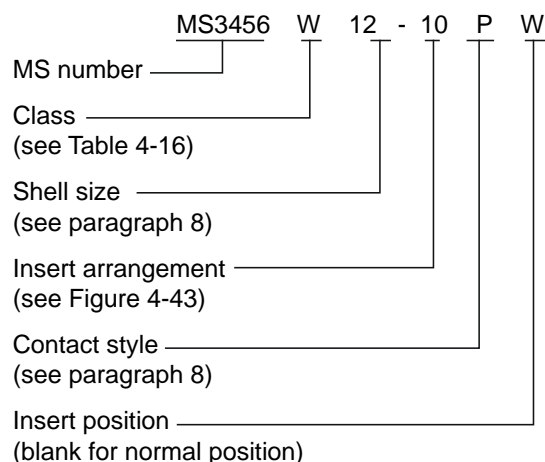 MS3456 W 12 - 10 P W
MS number
Class
(see Table 4-16)
Shell size
(see paragraph 8)
Insert arrangement
(see Figure 4-43)
Contact style
(see paragraph 8)
Insert position
(blank for normal position)